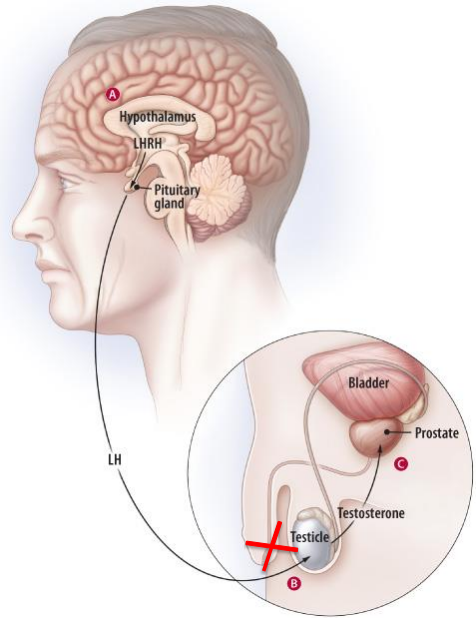 A
Hypothalamus
LHRH
Pituitary
gland
Bladder
Prostate
C
LH
Testosterone
Testicle
B